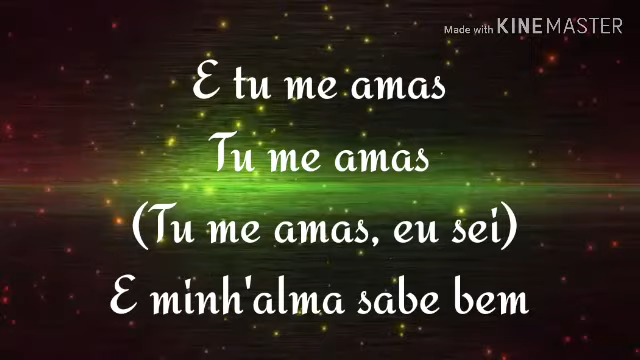 Made with KINEMASTER
E tu me amas
Tu me amas
(Tu me amas, eu sei)
E minh'alma sabe bem